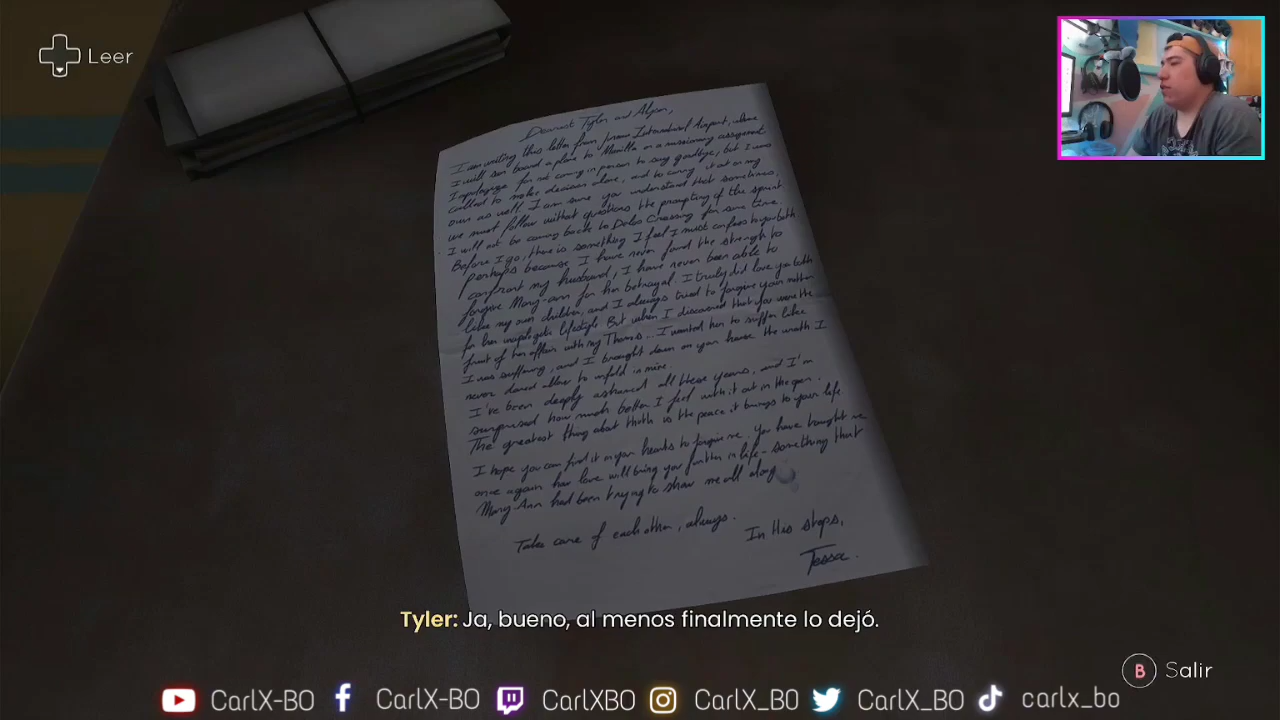 Leer
Dearest Tyler and Alyson,
I am writing this letter from Juneau International Airport, where
I will soon board a plane to Manilla on a missionary assignment.
I apologize for not coming in person to say goodbye, but I was
called to make decision alone, and to carry it out on my
own as well. I am sure you understand that sometimes,
we must follow without questions the prompting of the spirit.
I will not be coming back to Delos Crossing for some time.
Before I go, there is something I feel I must confess to you both
perhaps because I have never found the strength to
confront my husband, I have never been able to
forgive Mary-ann for her betrayal. I truly did love you both
like my own children, and I always tried to forgive your mother
for her unapologetic lifestyle. But when I discovered that you were the
fruit of her affair with my Thomas... I wanted her to suffer like
I was suffering, and I brought down on your house the wrath I
never dared allow to unfold in mine.
I've been deeply ashamed all these years, and I'm
surprised how much better I feel with it out in the open.
The greatest thing about truth is the peace it brings to your life
I hope you can find it in your hearts to forgive me. You have taught me
once again how love will bring you further in life - something that
Mary-Ann had been trying to show me all along
Take care of each other, always.
In His steps,
Tessa.
Tyler: Ja, bueno, al menos finalmente lo dejó.
B Salir
CarlX-BO CarlX-BO CarlXBO CarlX_BO CarlX_BO carlx_bo